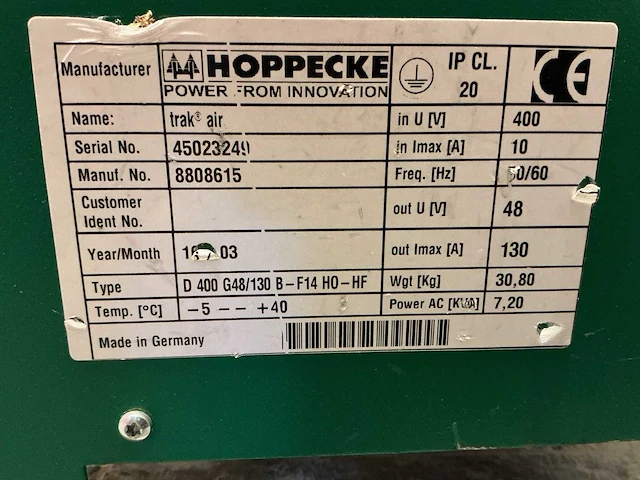 Manufacturer HOPPECKE IP CL. CE
POWER FROM INNOVATION 20
Name: trak® air in U [V] 400
Serial No. 45023249 in Imax [A] 10
Manuf. No. 8808615 Freq. [Hz] 50/60
Customer
Ident No. out U [V] 48
Year/Month 03 out Imax [A] 130
Type D 400 G48/130 B-F14 HO-HF Wgt [Kg] 30,80
Temp. [°C] -5 -- +40 Power AC [KVA] 7,20
Made in Germany